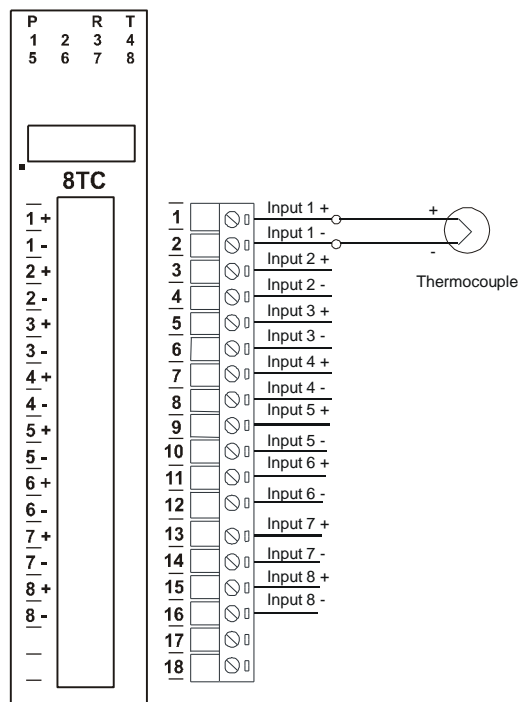 P R T
1 2 3 4
5 6 7 8
8TC
1 +
1 -
2 +
2 -
3 +
3 -
4 +
4 -
5 +
5 -
6 +
6 -
7 +
7 -
8 +
8 -
1 Input 1 + +
2 Input 1 - -
Thermocouple
3 Input 2 +
4 Input 2 -
5 Input 3 +
6 Input 3 -
7 Input 4 +
8 Input 4 -
9 Input 5 +
10 Input 5 -
11 Input 6 +
12 Input 6 -
13 Input 7 +
14 Input 7 -
15 Input 8 +
16 Input 8 -
17
18